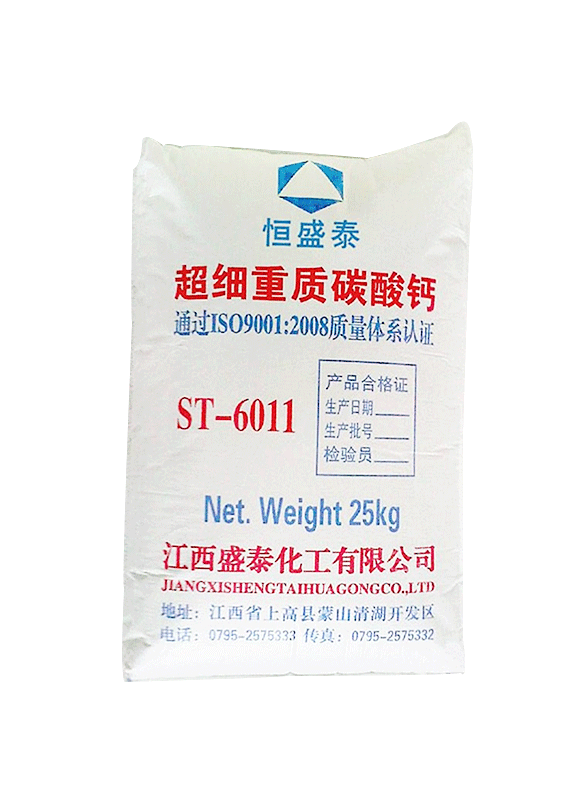 恒盛泰
超细重质碳酸钙
通过ISO9001:2008质量体系认证
ST-6011
产品合格证
生产日期
生产批号
检验员
Net. Weight 25kg
江西盛泰化工有限公司
JIANGXISHENGTAIHUAGONGCO.,LTD
地址：江西省上高县蒙山清湖开发区
电话：0795-2575333 传真：0795-2575332